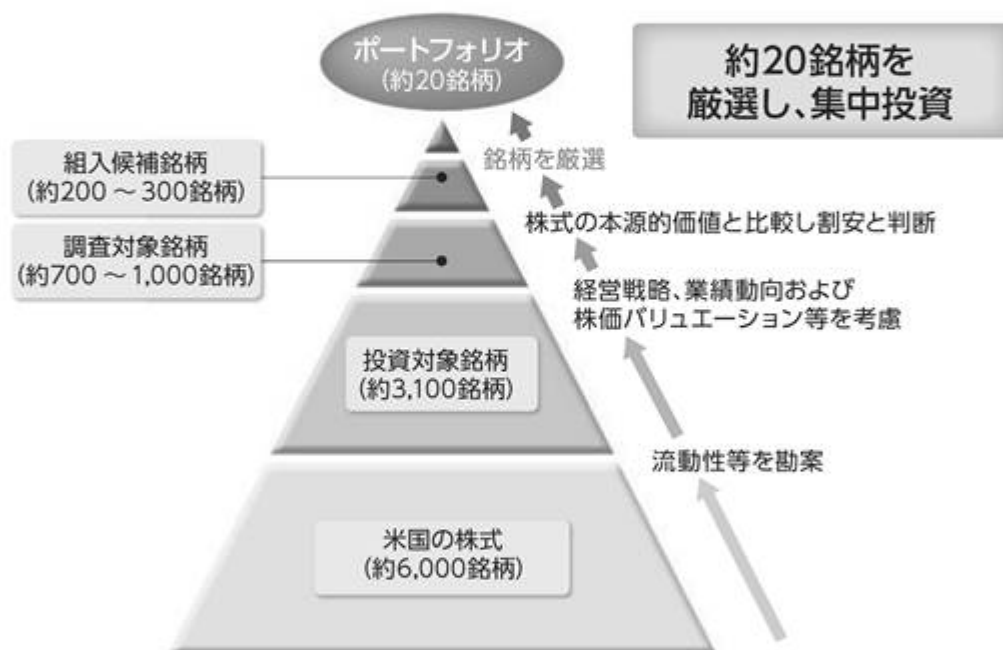 ポートフォリオ
(約20銘柄)
約20銘柄を
厳選し、集中投資
銘柄を厳選
組入候補銘柄
(約200 ～ 300銘柄)
株式の本源的価値と比較し割安と判断
調査対象銘柄
(約700 ～ 1,000銘柄)
経営戦略、業績動向および
株価バリュエーション等を考慮
投資対象銘柄
(約3,100銘柄)
流動性等を勘案
米国の株式
(約6,000銘柄)